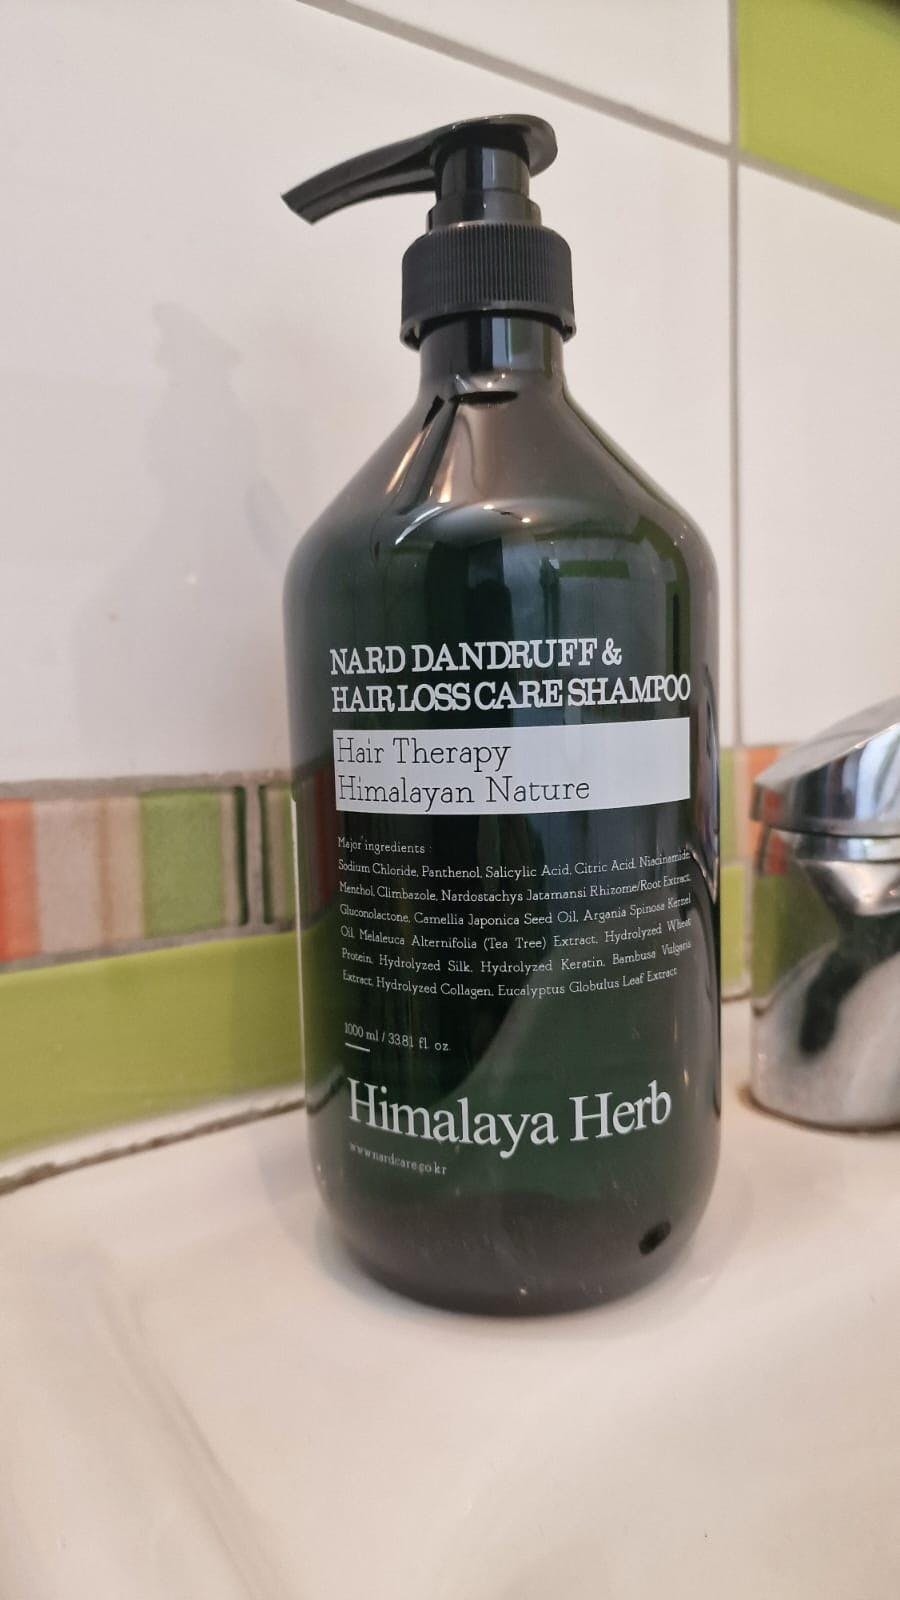 NARD DANDRUFF &
HAIR LOSS CARE SHAMPOO
Hair Therapy
Himalayan Nature
Major ingredients :
Sodium Chloride, Panthenol, Salicylic Acid, Citric Acid, Niacinamide,
Menthol, Climbazole, Nardostachys Jatamansi Rhizome/Root Extract,
Gluconolactone, Camellia Japonica Seed Oil, Argania Spinosa Kernel
Oil, Melaleuca Alternifolia (Tea Tree) Extract, Hydrolyzed Wheat
Protein, Hydrolyzed Silk, Hydrolyzed Keratin, Bambusa Vulgaris
Extract, Hydrolyzed Collagen, Eucalyptus Globulus Leaf Extract
1000 ml / 33.81 fl. oz.
Himalaya Herb
www.nardcare.co.kr